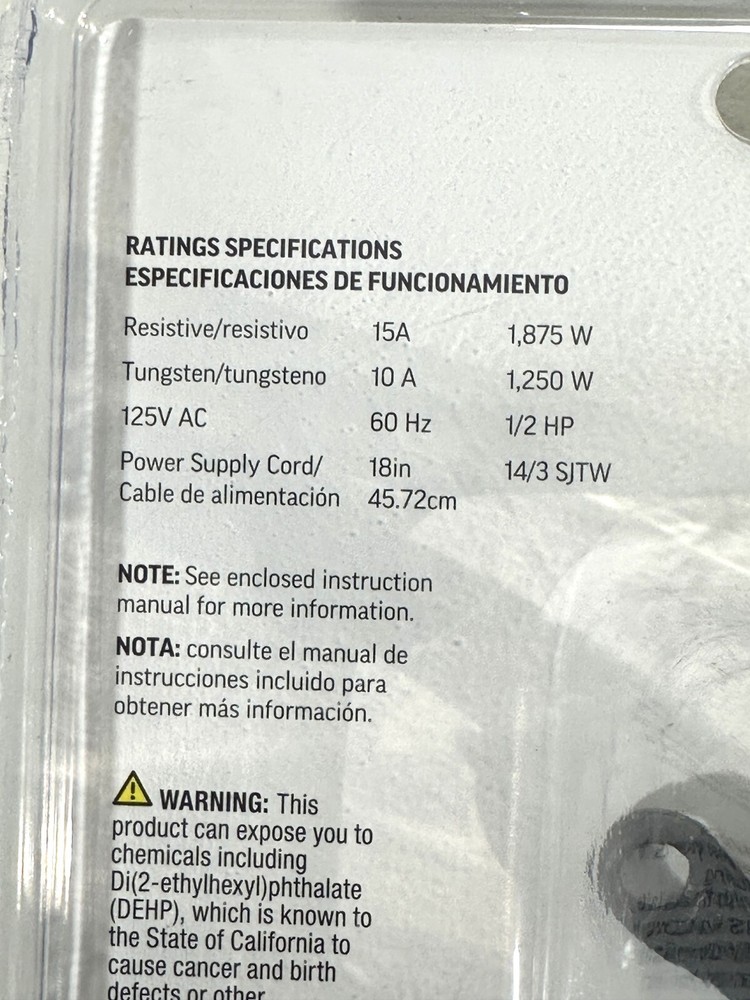 RATINGS SPECIFICATIONS
ESPECIFICACIONES DE FUNCIONAMIENTO
Resistive/resistivo 15A 1,875 W
Tungsten/tungsteno 10 A 1,250 W
125V AC 60 Hz 1/2 HP
Power Supply Cord/ 18in 14/3 SJTW
Cable de alimentación 45.72cm
NOTE: See enclosed instruction
manual for more information.
NOTA: consulte el manual de
instrucciones incluido para
obtener más información.
WARNING: This
product can expose you to
chemicals including
Di(2-ethylhexyl)phthalate
(DEHP), which is known to
the State of California to
cause cancer and birth
defects or other